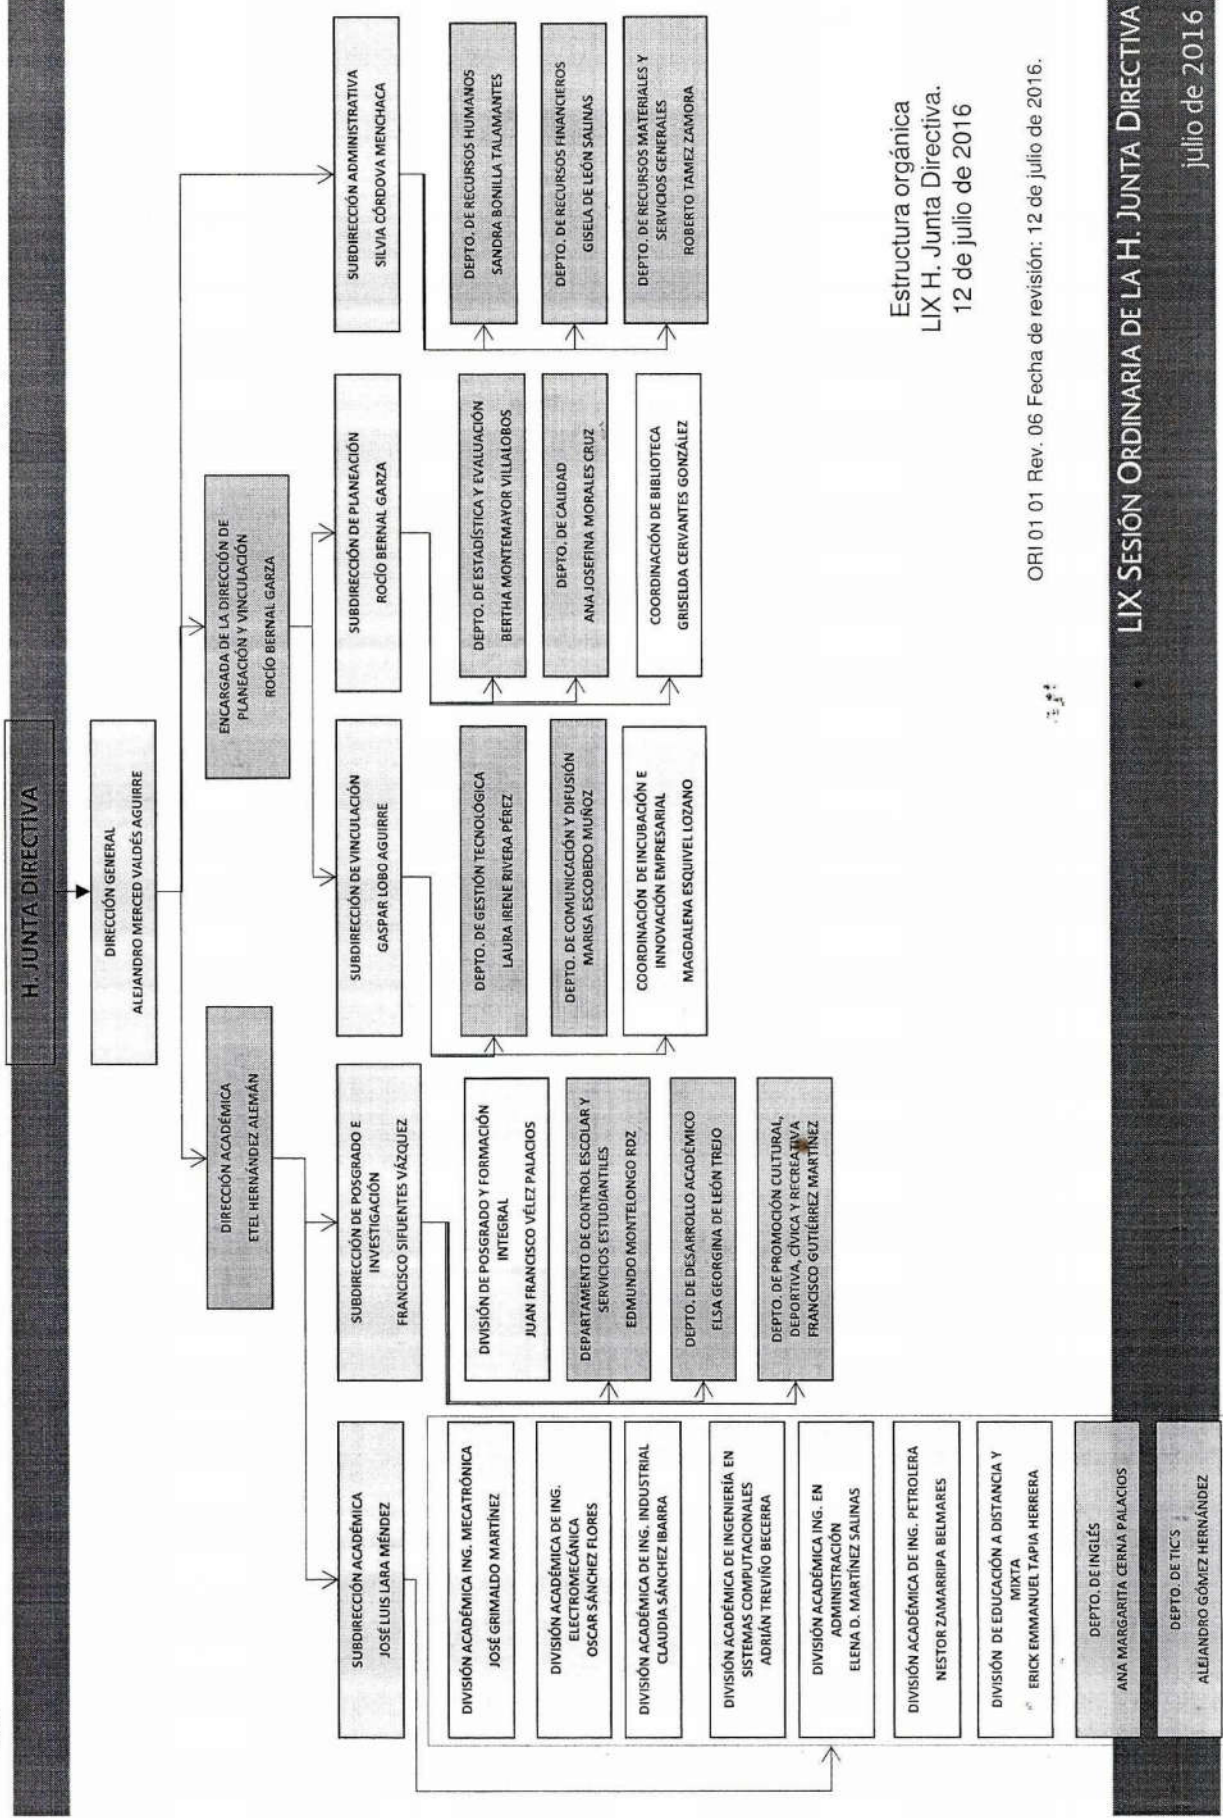 H. JUNTA DIRECTIVA
DIRECCIÓN GENERAL
ALEJANDRO MERCED VALDÉS AGUIRRE
DIRECCIÓN ACADÉMICA
ETEL HERNÁNDEZ ALEMÁN
ENCARGADA DE LA DIRECCIÓN DE
PLANEACIÓN Y VINCULACIÓN
ROCÍO BERNAL GARZA
SUBDIRECCIÓN ACADÉMICA
JOSÉ LUIS LARA MÉNDEZ
SUBDIRECCIÓN DE POSGRADO E
INVESTIGACIÓN
FRANCISCO SIFUENTES VÁZQUEZ
SUBDIRECCIÓN DE VINCULACIÓN
GASPAR LOBO AGUIRRE
SUBDIRECCIÓN DE PLANEACIÓN
ROCÍO BERNAL GARZA
SUBDIRECCIÓN ADMINISTRATIVA
SILVIA CÓRDOVA MENCHACA
DIVISIÓN ACADÉMICA ING. MECATRÓNICA
JOSÉ GRIMALDO MARTÍNEZ
DIVISIÓN ACADÉMICA DE ING.
ELECTROMECÁNICA
OSCAR SÁNCHEZ FLORES
DIVISIÓN ACADÉMICA DE ING. INDUSTRIAL
CLAUDIA SÁNCHEZ IBARRA
DIVISIÓN ACADÉMICA DE INGENIERÍA EN
SISTEMAS COMPUTACIONALES
ADRIÁN TREVIÑO BECERRA
DIVISIÓN ACADÉMICA ING. EN
ADMINISTRACIÓN
ELENA D. MARTÍNEZ SALINAS
DIVISIÓN ACADÉMICA DE ING. PETROLERA
NESTOR ZAMARRIPA BELMARES
DIVISIÓN DE EDUCACIÓN A DISTANCIA Y
MIXTA
ERICK EMMANUEL TAPIA HERRERA
DEPTO. DE INGLÉS
ANA MARGARITA CERNA PALACIOS
DEPTO. DE TIC'S
ALEJANDRO GÓMEZ HERNÁNDEZ
DIVISIÓN DE POSGRADO Y FORMACIÓN
INTEGRAL
JUAN FRANCISCO VÉLEZ PALACIOS
DEPARTAMENTO DE CONTROL ESCOLAR Y
SERVICIOS ESTUDIANTILES
EDMUNDO MONTELONGO RDZ
DEPTO. DE DESARROLLO ACADÉMICO
ELSA GEORGINA DE LEÓN TREJO
DEPTO. DE PROMOCIÓN CULTURAL,
DEPORTIVA, CÍVICA Y RECREATIVA
FRANCISCO GUTIÉRREZ MARTÍNEZ
DEPTO. DE GESTIÓN TECNOLÓGICA
LAURA IRENE RIVERA PÉREZ
DEPTO. DE COMUNICACIÓN Y DIFUSIÓN
MARISA ESCOBEDO MUÑOZ
COORDINACIÓN DE INCUBACIÓN E
INNOVACIÓN EMPRESARIAL
MAGDALENA ESQUIVEL LOZANO
DEPTO. DE ESTADÍSTICA Y EVALUACIÓN
BERTHA MONTEMAYOR VILLALOBOS
DEPTO. DE CALIDAD
ANA JOSEFINA MORALES CRUZ
COORDINACIÓN DE BIBLIOTECA
GRISELDA CERVANTES GONZÁLEZ
DEPTO. DE RECURSOS HUMANOS
SANDRA BONILLA TALAMANTES
DEPTO. DE RECURSOS FINANCIEROS
GISELA DE LEÓN SALINAS
DEPTO. DE RECURSOS MATERIALES Y
SERVICIOS GENERALES
ROBERTO TAMEZ ZAMORA
Estructura orgánica
LIX H. Junta Directiva.
12 de julio de 2016
ORI 01 01 Rev. 06 Fecha de revisión: 12 de julio de 2016.
LIX SESIÓN ORDINARIA DE LA H. JUNTA DIRECTIVA
julio de 2016